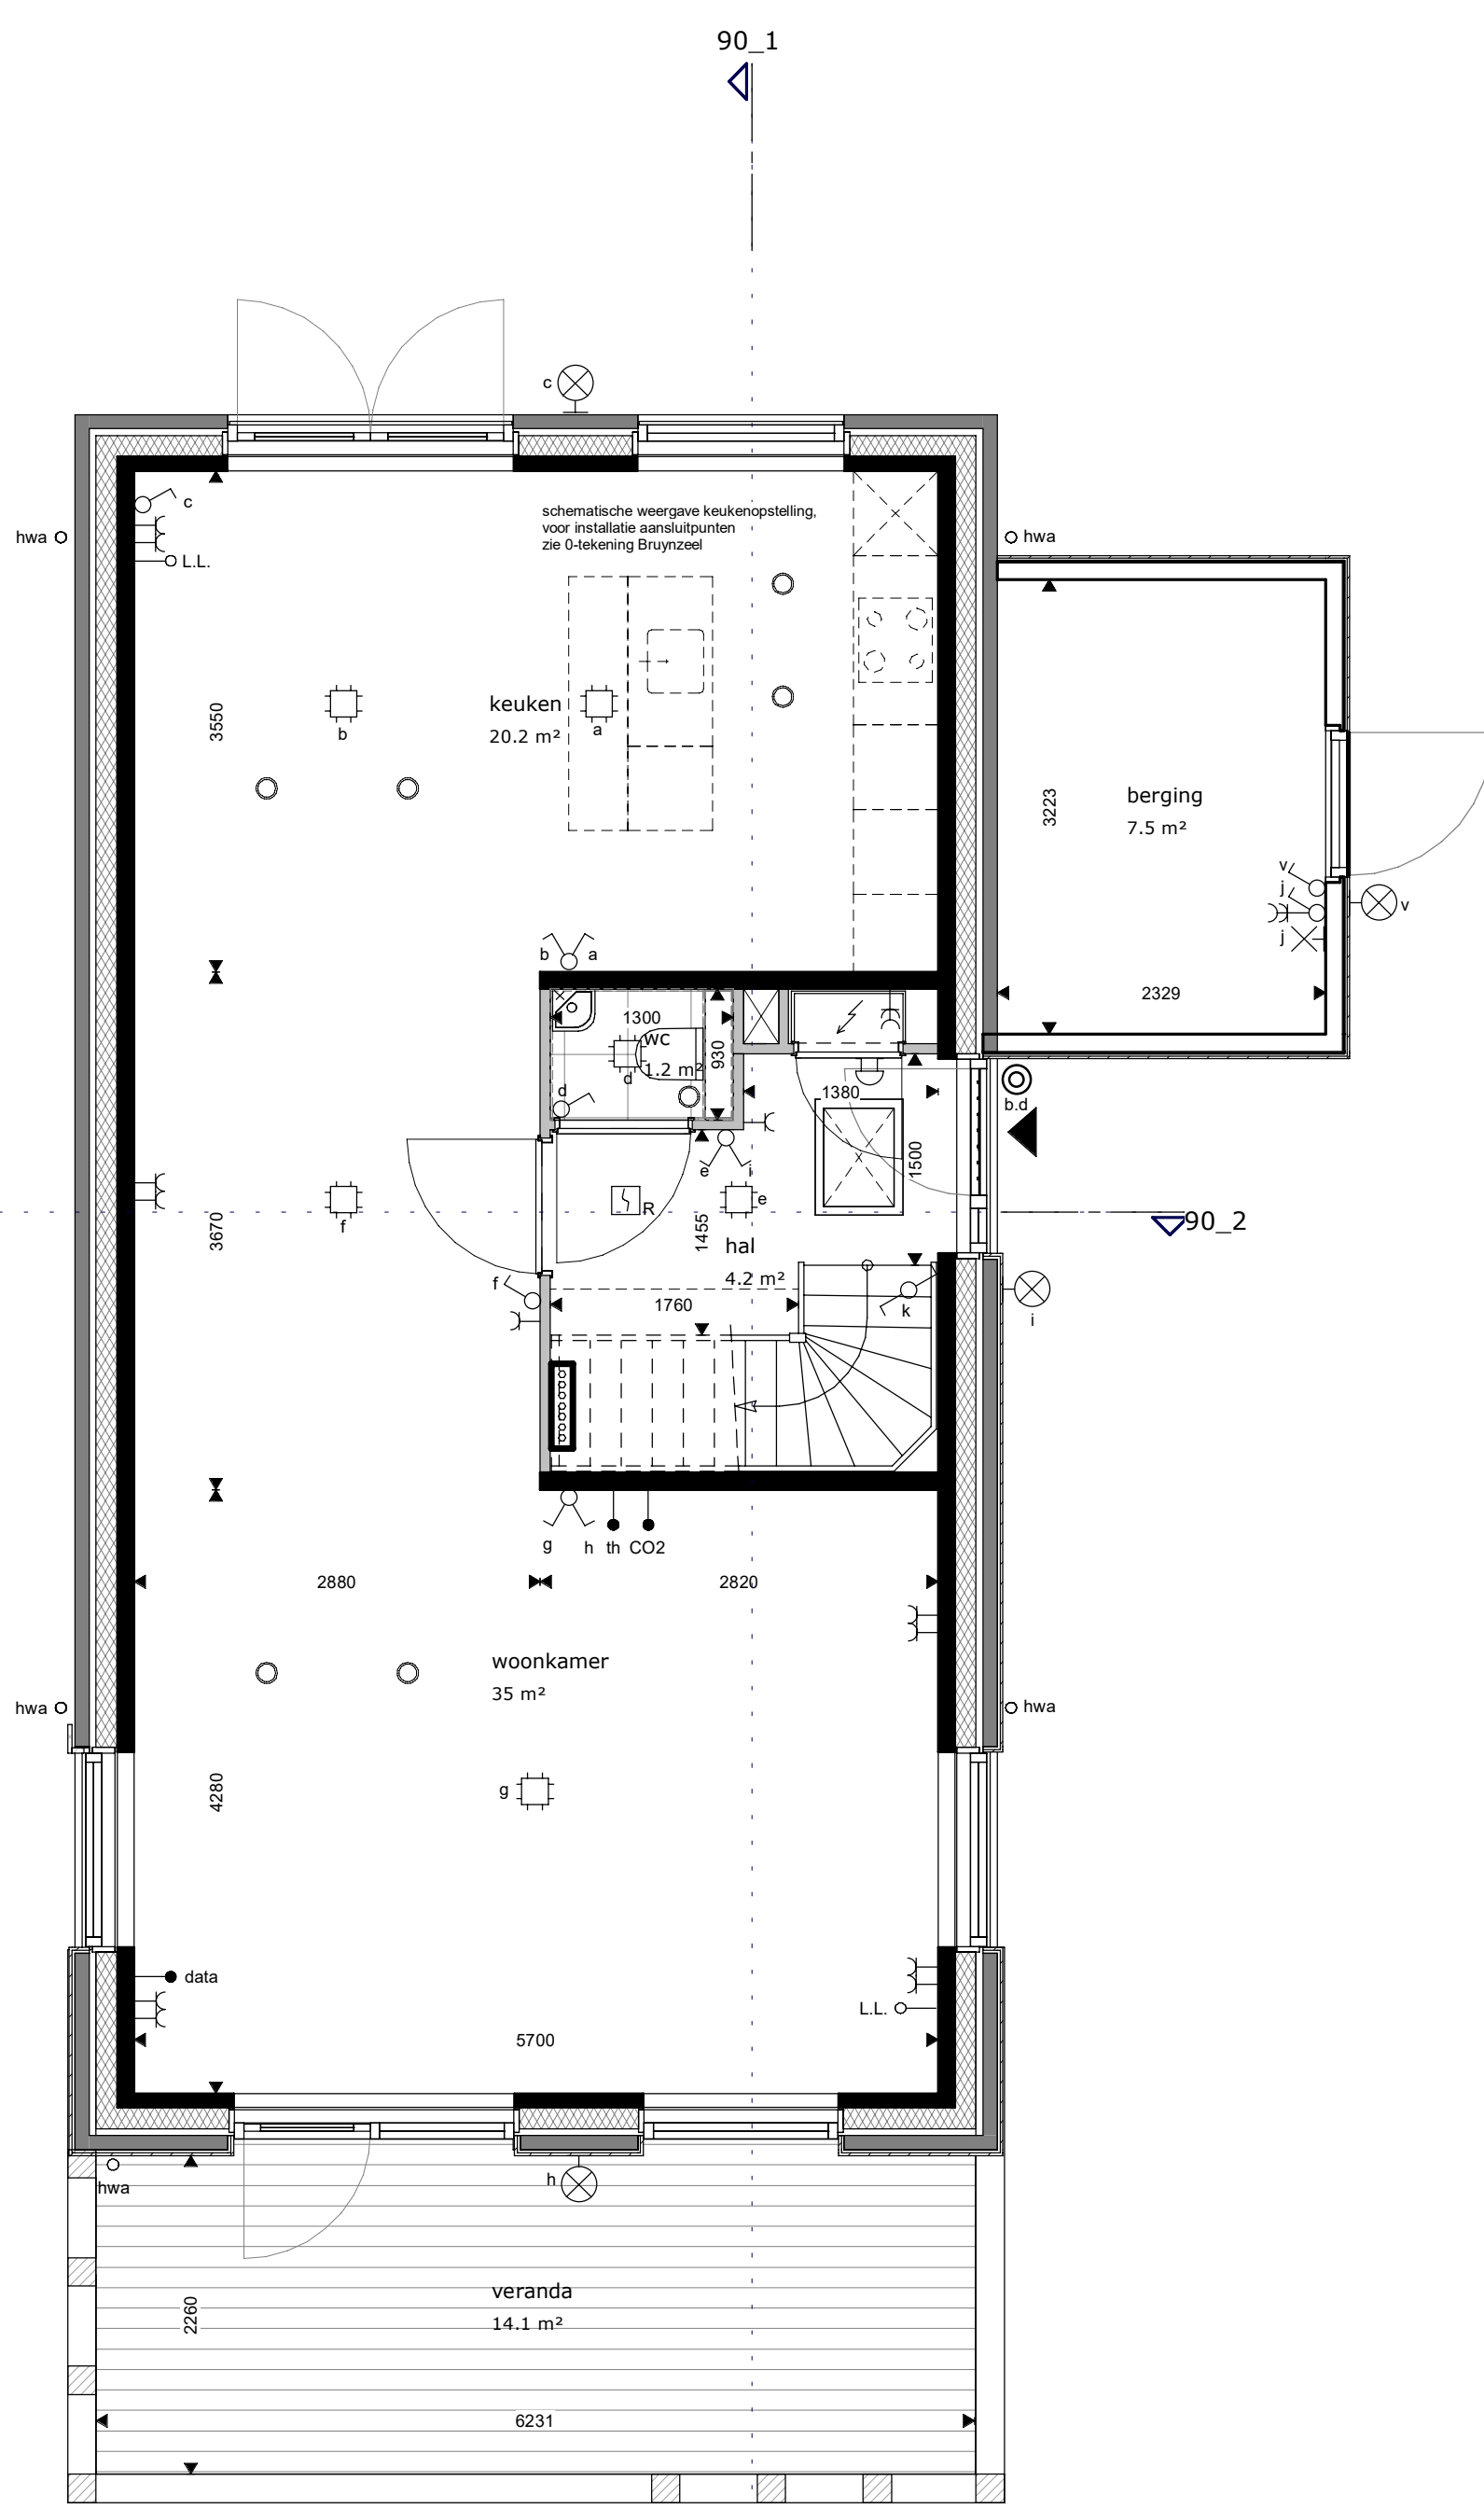 90_1
c
c
hwa
L.L.
schematische weergave keukenopstelling,
voor installatie aansluitpunten
zie 0-tekening Bruynzeel
hwa
3550
b
keuken
20.2 m²
a
berging
7.5 m²
3223
v
j
j
v
b
a
2329
1300
wc
1.2 m²
930
d
d
1380
b.d
1500
e
i
R
e
f
3670
1455
hal
4.2 m²
90_2
f
1760
k
i
g
h
th
CO2
2880
2820
woonkamer
35 m²
hwa
hwa
g
4280
data
L.L.
5700
hwa
h
veranda
14.1 m²
2260
6231